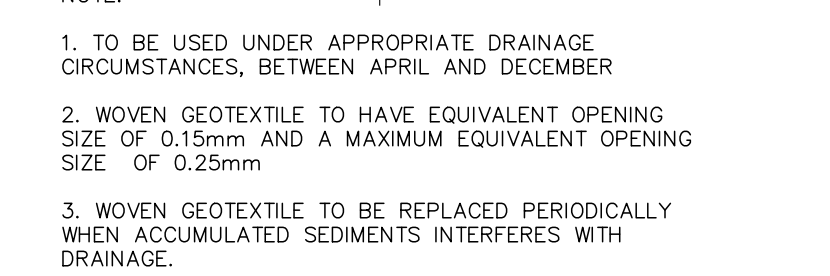 NOTE:
1. TO BE USED UNDER APPROPRIATE DRAINAGE
CIRCUMSTANCES, BETWEEN APRIL AND DECEMBER
2. WOVEN GEOTEXTILE TO HAVE EQUIVALENT OPENING
SIZE OF 0.15mm AND A MAXIMUM EQUIVALENT OPENING
SIZE OF 0.25mm
3. WOVEN GEOTEXTILE TO BE REPLACED PERIODICALLY
WHEN ACCUMULATED SEDIMENTS INTERFERES WITH
DRAINAGE.